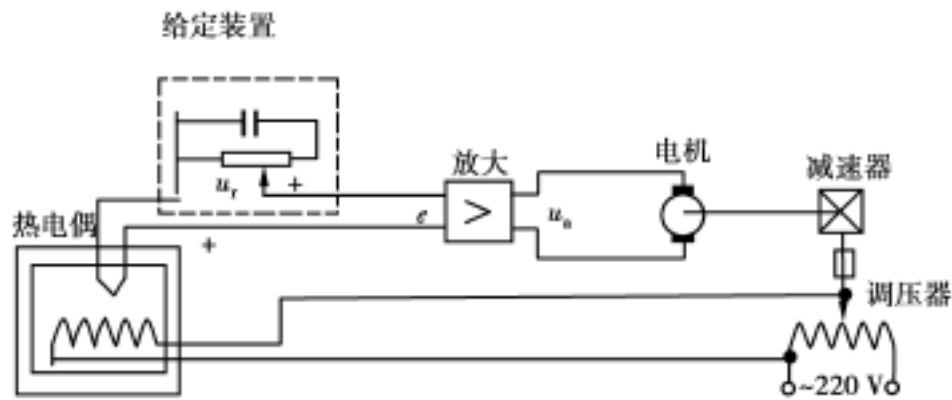 给定装置
u_r
+
放大
电机
减速器
热电偶
e
>
u_a
+
调压器
~220 V